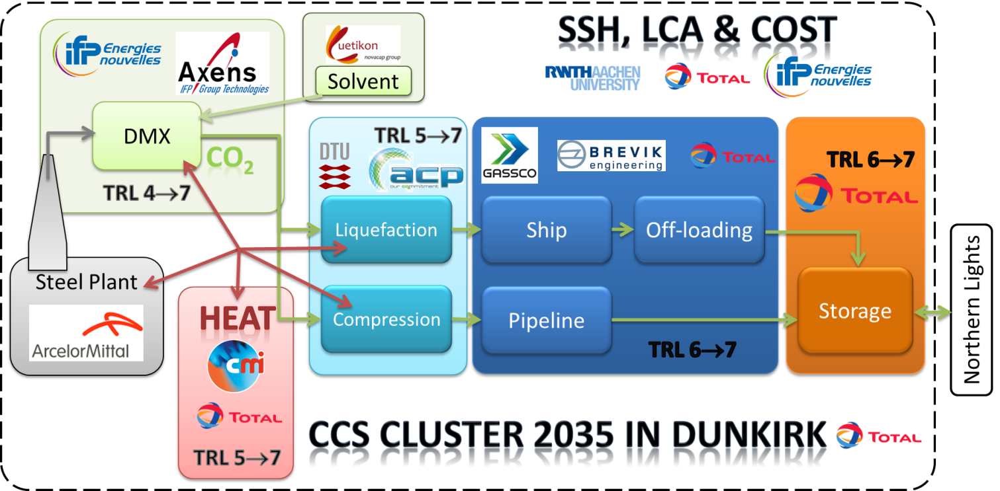 SSH, LCA & COST
RWTHAACHEN
UNIVERSITY
TOTAL
ifp Energies
nouvelles
ifp Energies
nouvelles
Axens
IFP Group Technologies
uetikon
novacap group
Solvent
DMX
CO2
TRL 4→7
Steel Plant
ArcelorMittal
HEAT
cmi
TOTAL
TRL 5→7
DTU
TRL 5→7
acp
our commitment
Liquefaction
Compression
GASSCO
BREVIK
engineering
TOTAL
Ship
Off-loading
Pipeline
TRL 6→7
TRL 6→7
TOTAL
Storage
Northern Lights
CCS CLUSTER 2035 IN DUNKIRK
TOTAL